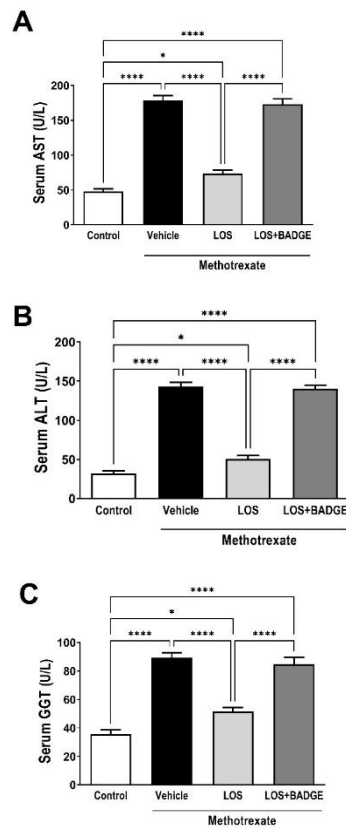 A
****
*
**** **** ****
Serum AST (U/L)
200
150
100
50
0
Control Vehicle LOS LOS+BADGE
Methotrexate
B
****
*
**** **** ****
Serum ALT (U/L)
200
150
100
50
0
Control Vehicle LOS LOS+BADGE
Methotrexate
C
****
*
**** **** ****
Serum GGT (U/L)
100
80
60
40
20
0
Control Vehicle LOS LOS+BADGE
Methotrexate